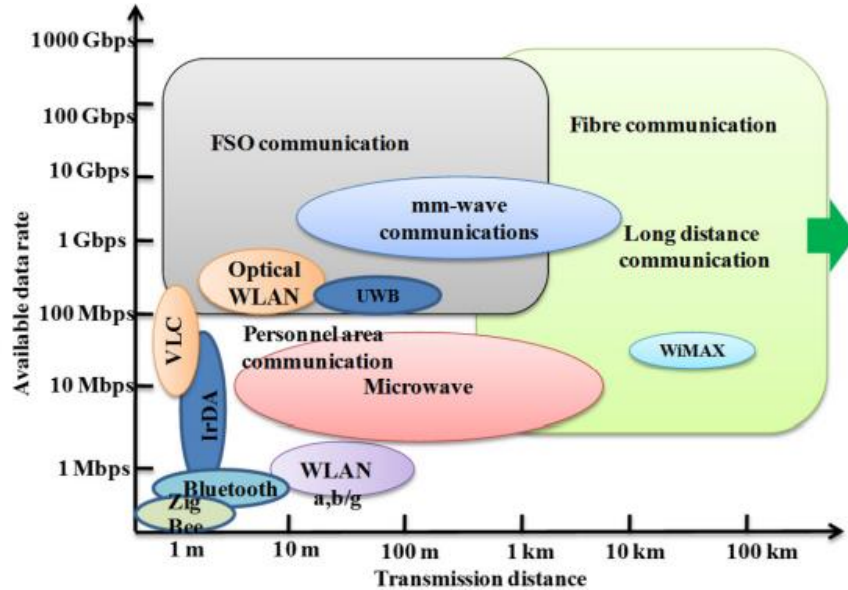 1000 Gbps
100 Gbps
10 Gbps
1 Gbps
100 Mbps
10 Mbps
1 Mbps
Available data rate
FSO communication
Fibre communication
mm-wave
communications
Long distance
communication
Optical
WLAN
UWB
VLC
Personnel area
communication
WiMAX
Microwave
IrDA
WLAN
a,b/g
Bluetooth
Zig
Bee
1 m
10 m
100 m
1 km
10 km
100 km
Transmission distance